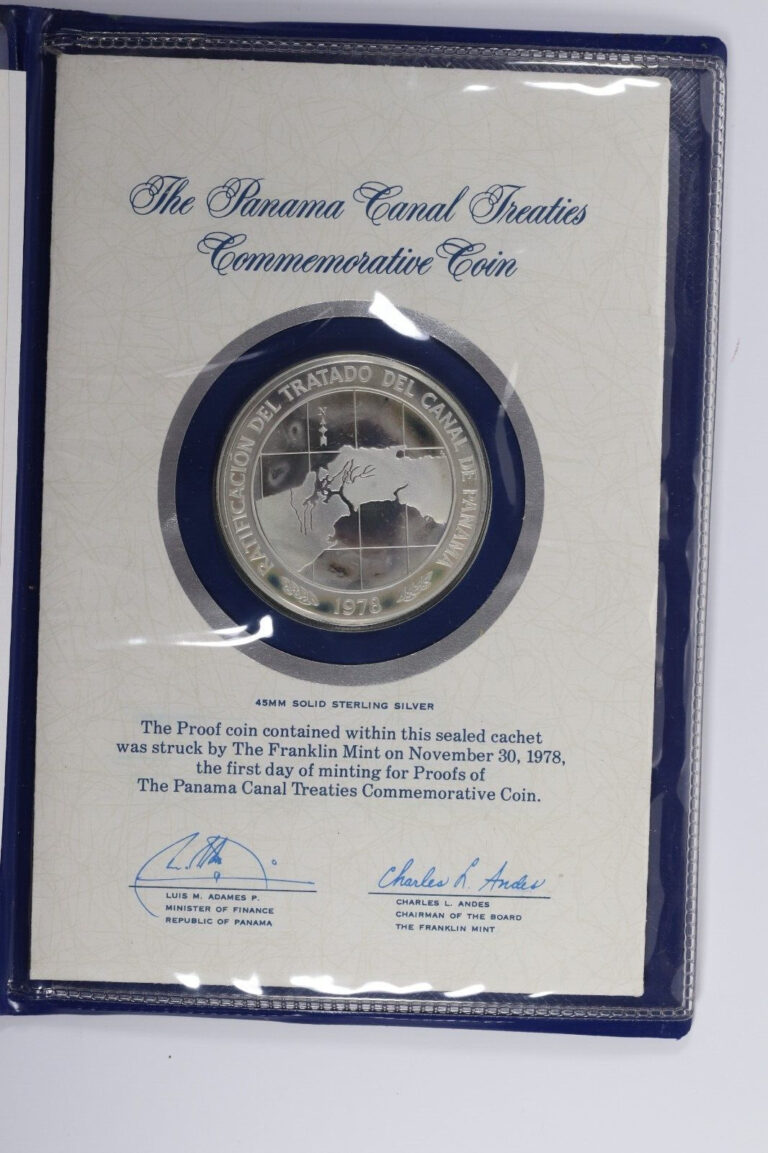 The Panama Canal Treaties
Commemorative Coin
RATIFICACIÓN DEL TRATADO DEL CANAL DE PANAMA
N
1978
45MM SOLID STERLING SILVER
The Proof coin contained within this sealed cachet
was struck by The Franklin Mint on November 30, 1978,
the first day of minting for Proofs of
The Panama Canal Treaties Commemorative Coin.
Charles L. Andes
LUIS M. ADAMES P.
MINISTER OF FINANCE
REPUBLIC OF PANAMA
CHARLES L. ANDES
CHAIRMAN OF THE BOARD
THE FRANKLIN MINT